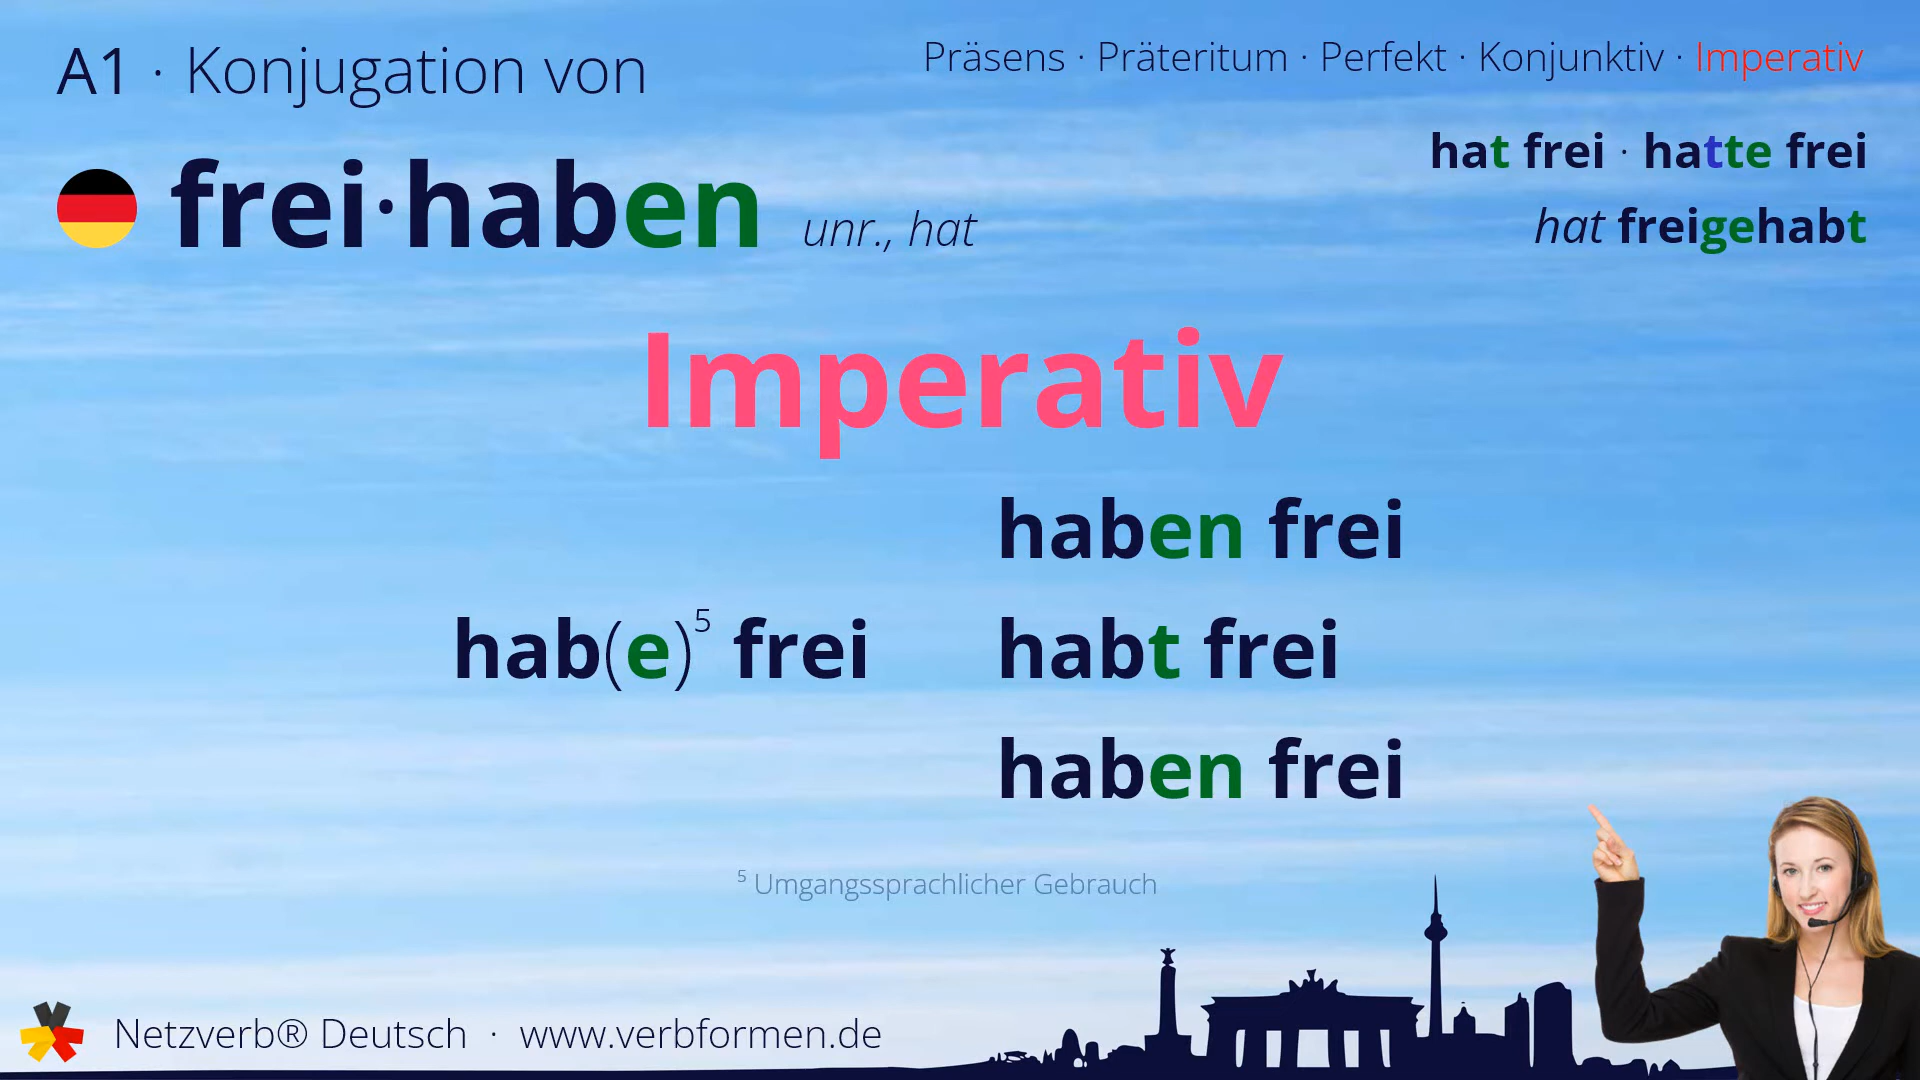 A1 · Konjugation von
Präsens · Präteritum · Perfekt · Konjunktiv · Imperativ
frei·haben unr., hat
hat frei · hatte frei
hat freigehabt
Imperativ
haben frei
hab(e)⁵ frei habt frei
haben frei
⁵ Umgangssprachlicher Gebrauch
Netzverb® Deutsch · www.verbformen.de